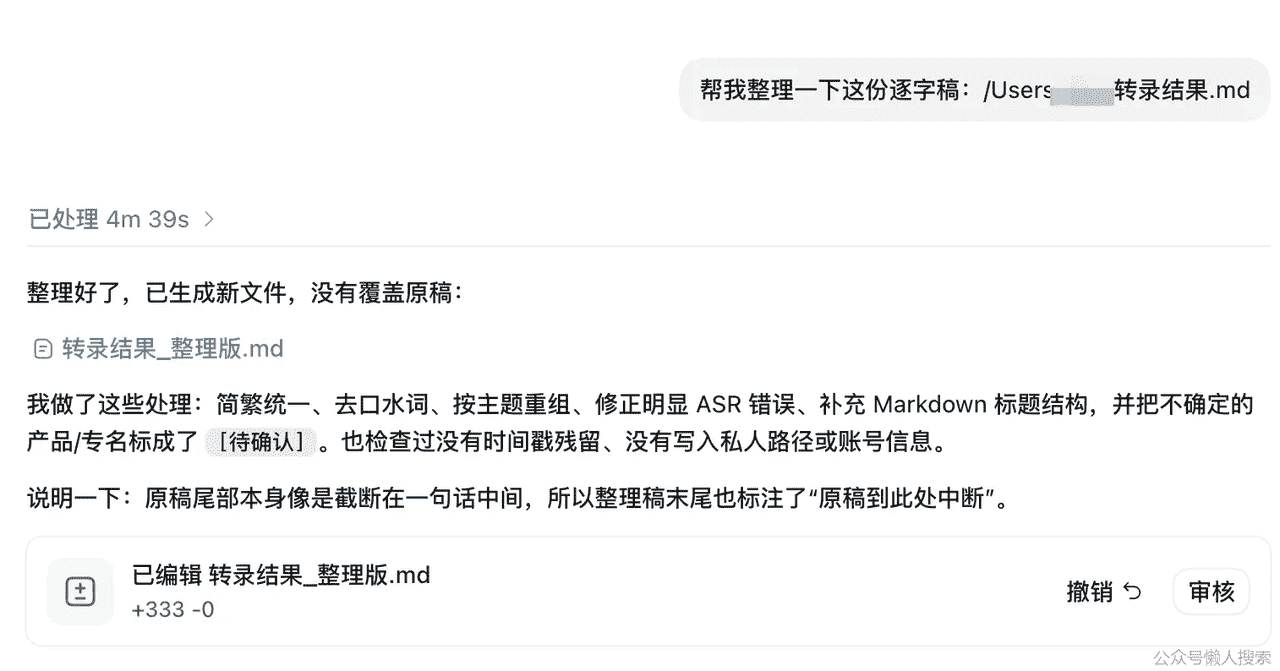 帮我整理一下这份逐字稿：/Users 转录结果.md
已处理 4m 39s >
整理好了，已生成新文件，没有覆盖原稿：
转录结果_整理版.md
我做了这些处理：简繁统一、去口水词、按主题重组、修正明显 ASR 错误、补充 Markdown 标题结构，并把不确定的
产品/专名标成了 [待确认] 。也检查过没有时间戳残留、没有写入私人路径或账号信息。
说明一下：原稿尾部本身像是截断在一句话中间，所以整理稿末尾也标注了“原稿到此处中断”。
已编辑 转录结果_整理版.md
+333 -0
撤销 审核
公众号懒人搜索